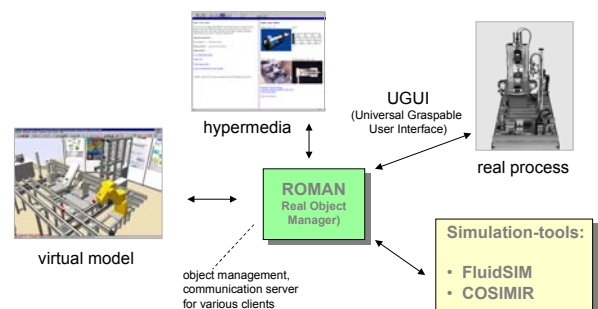 hypermedia
UGUI
(Universal Graspable
User Interface)
real process
virtual model
ROMAN
Real Object
Manager)
object management,
communication server
for various clients
Simulation-tools:
• FluidSIM
• COSIMIR